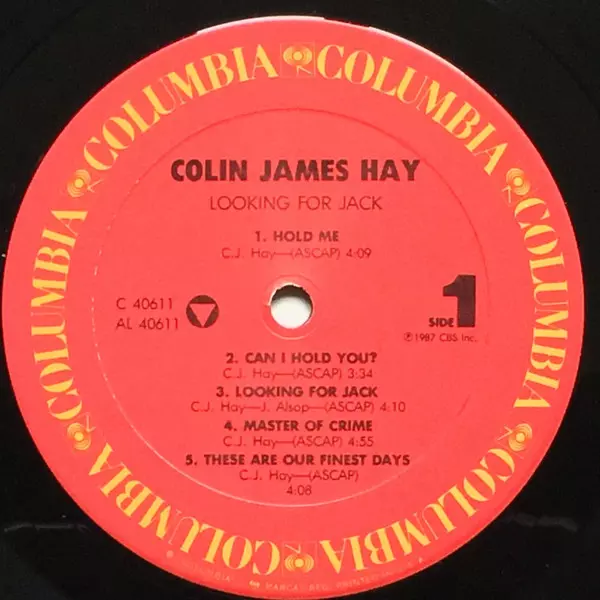 COLUMBIA COLUMBIA COLUMBIA COLUMBIA COLUMBIA COLUMBIA
COLIN JAMES HAY
LOOKING FOR JACK
1. HOLD ME
C.J. Hay—(ASCAP) 4:09
C 40611
AL 40611
SIDE 1
℗1987 CBS Inc.
2. CAN I HOLD YOU?
C.J. Hay—(ASCAP) 3:34
3. LOOKING FOR JACK
C.J. Hay—J. Alsop—(ASCAP) 4:10
4. MASTER OF CRIME
C.J. Hay—(ASCAP) 4:55
5. THESE ARE OUR FINEST DAYS
C.J. Hay—(ASCAP)
4:08